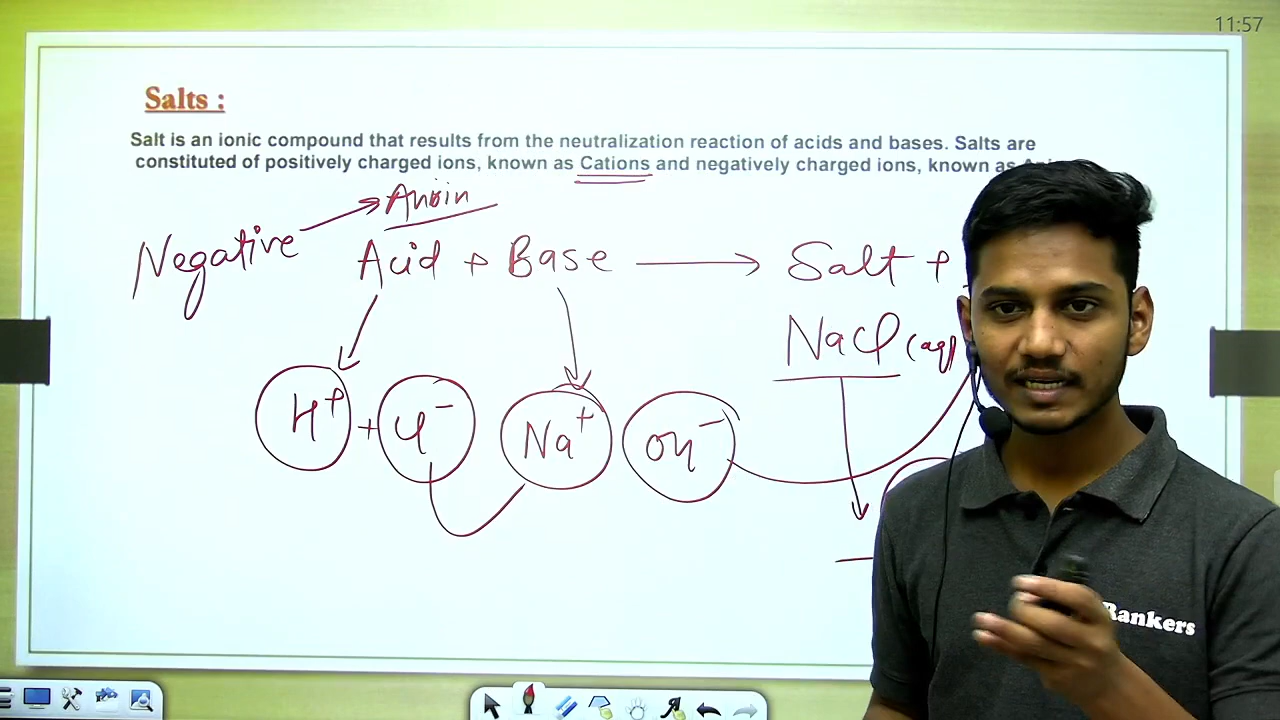 11:57
Salts :
Salt is an ionic compound that results from the neutralization reaction of acids and bases. Salts are
constituted of positively charged ions, known as Cations and negatively charged ions, known as
Negative
Acid + Base → Salt +
NaCl (aq)
H+ + Cl- Na+ OH-
Rankers